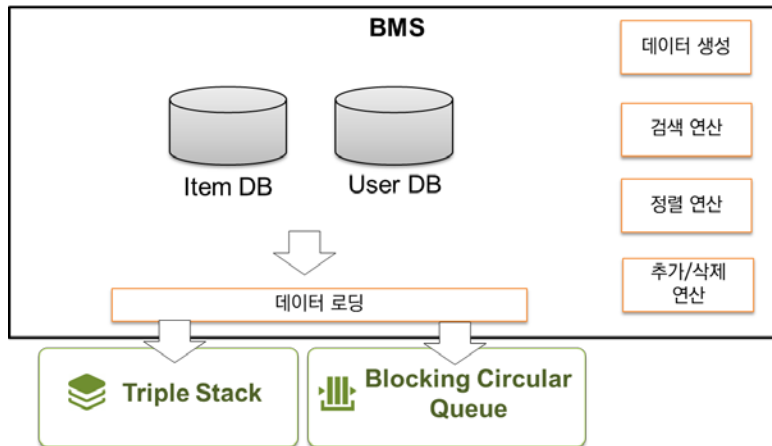 BMS
데이터 생성
검색 연산
정렬 연산
추가/삭제
연산
Item DB
User DB
데이터 로딩
Triple Stack
Blocking Circular
Queue